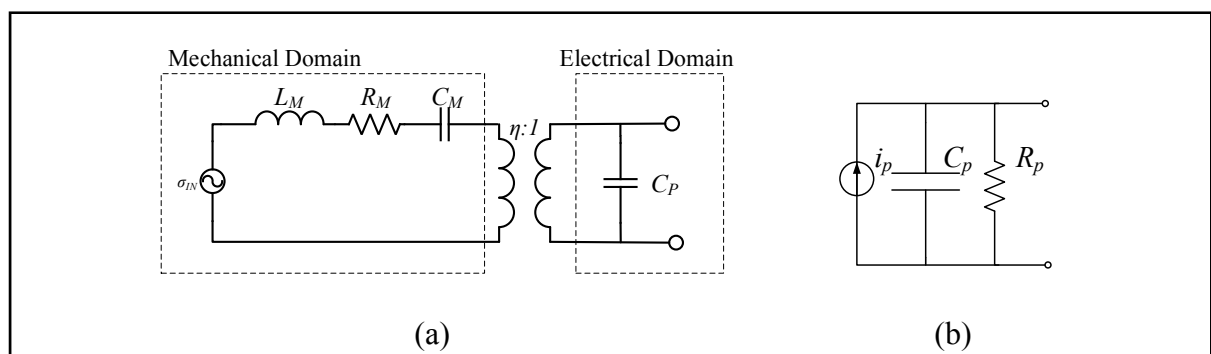 Mechanical Domain
Electrical Domain
L_M
R_M
C_M
η:1
σ_IN
C_P
i_p
C_p
R_p
(a)
(b)